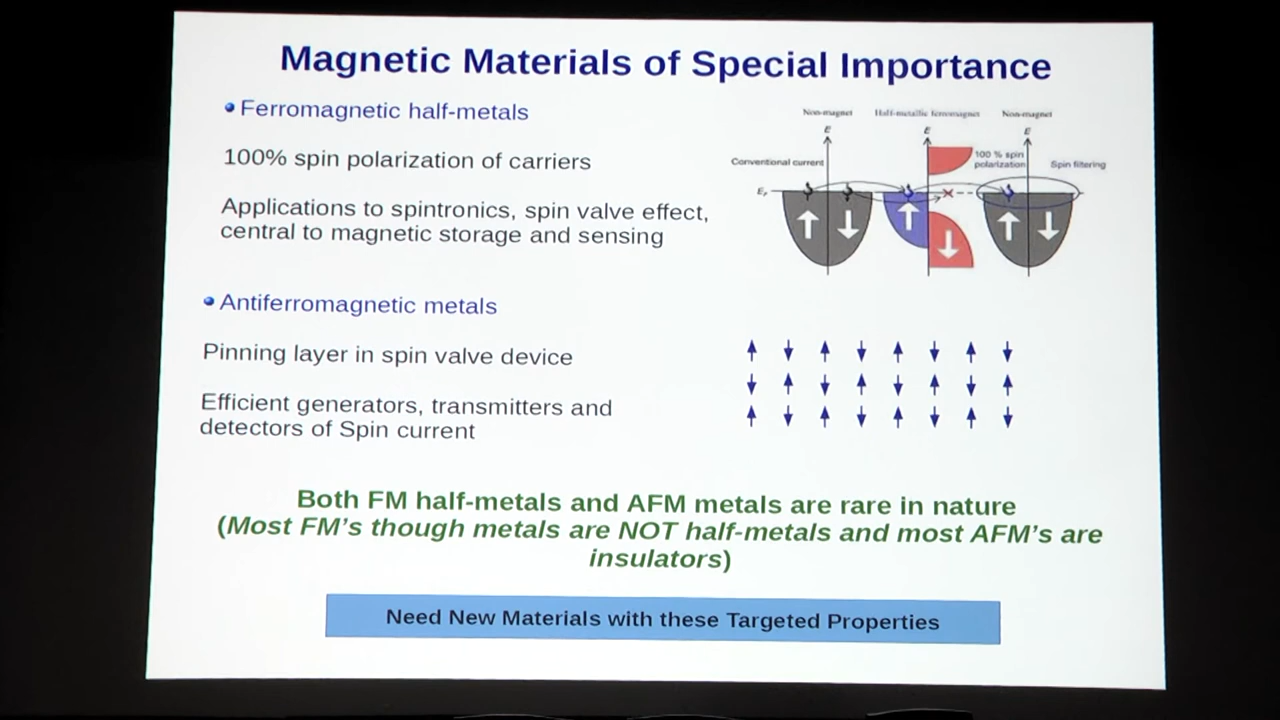 Magnetic Materials of Special Importance
Ferromagnetic half-metals
100% spin polarization of carriers
Applications to spintronics, spin valve effect,
central to magnetic storage and sensing
Non-magnet
Half-metallic ferromagnet
Non-magnet
E
E
E
Conventional current
100 % spin
polarization
Spin filtering
EF
Antiferromagnetic metals
Pinning layer in spin valve device
Efficient generators, transmitters and
detectors of Spin current
Both FM half-metals and AFM metals are rare in nature
(Most FM's though metals are NOT half-metals and most AFM's are
insulators)
Need New Materials with these Targeted Properties